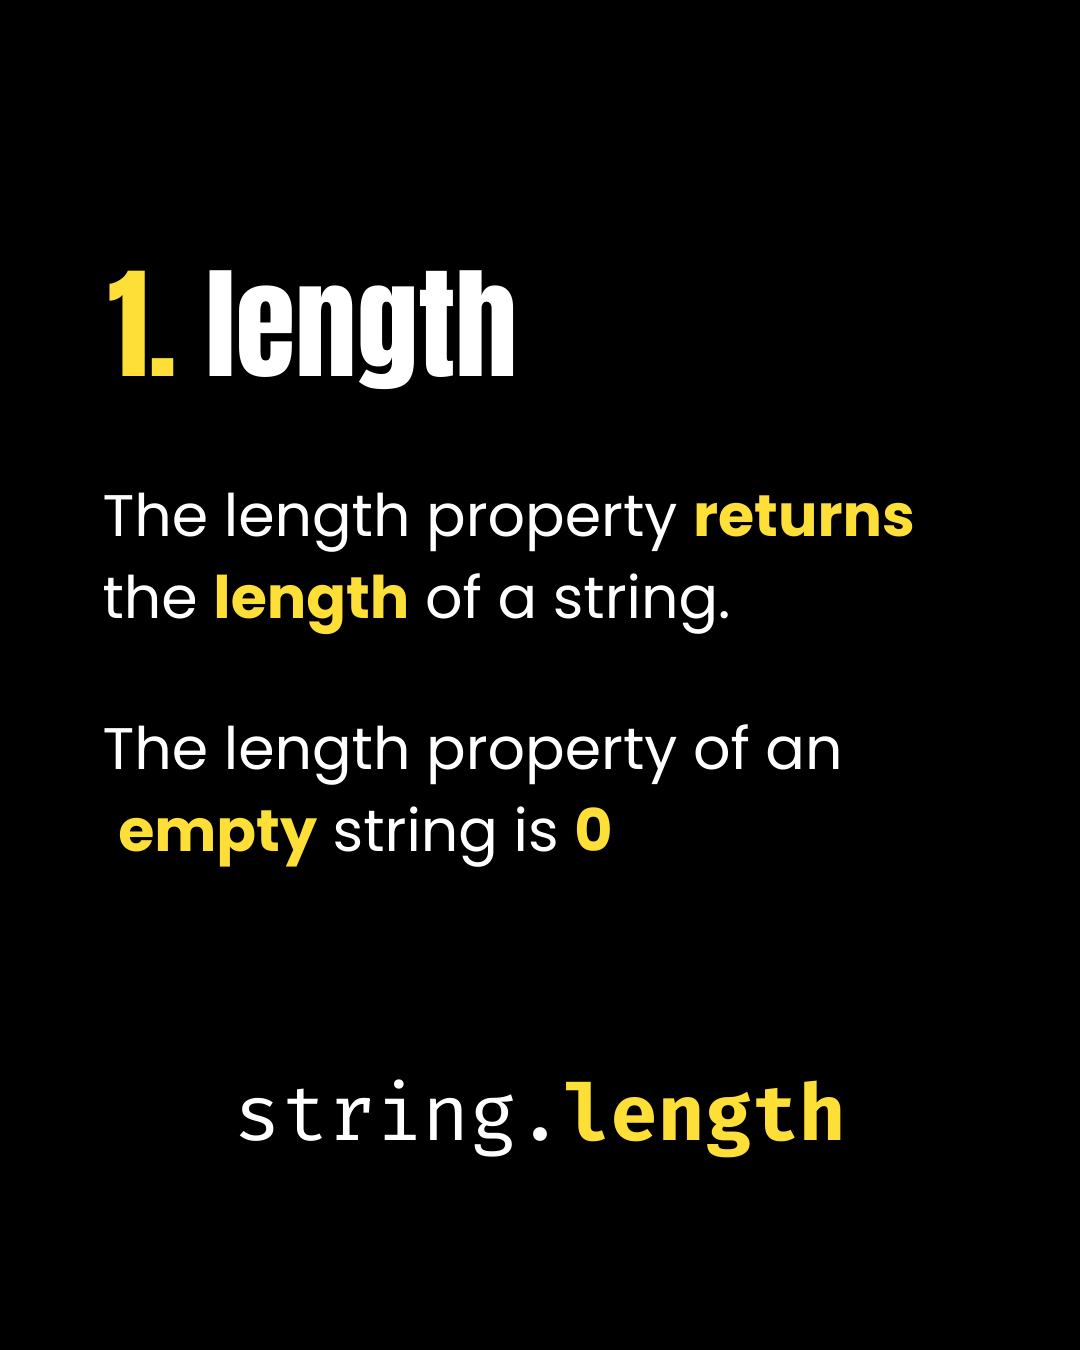 1. length
The length property returns
the length of a string.
The length property of an
empty string is 0
string.length